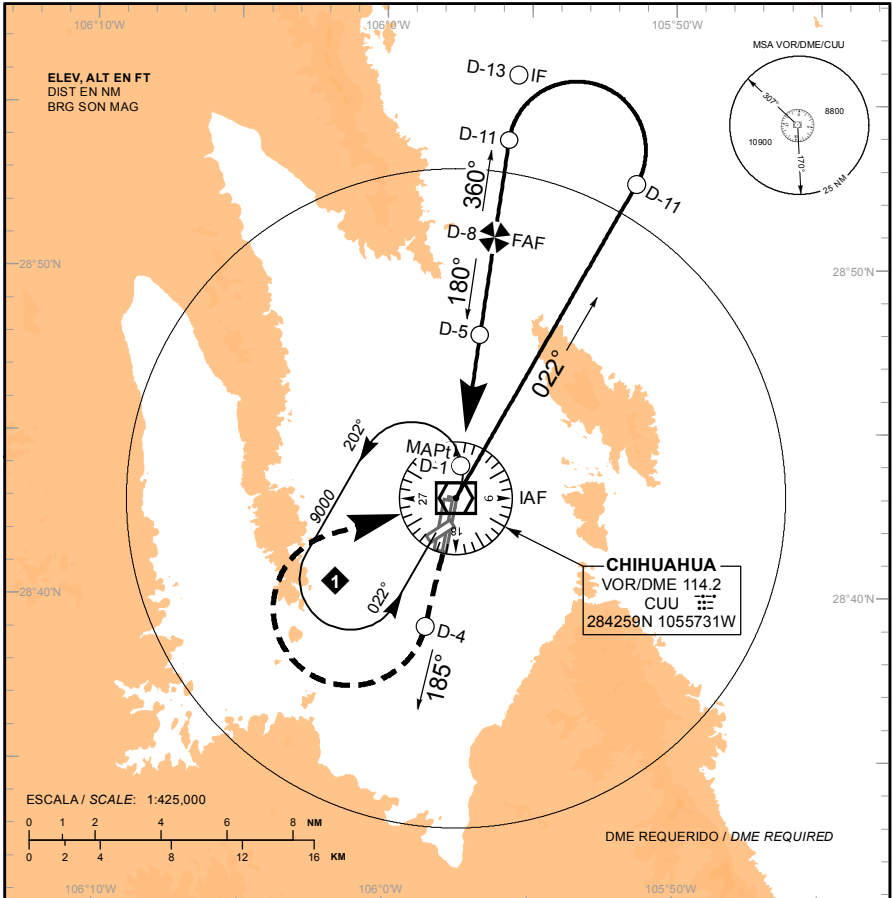 106°10'W
106°0'W
105°50'W
ELEV, ALT EN FT
DIST EN NM
BRG SON MAG
MSA VOR/DME/CUU
307°
8800
10900
170°
25 NM
D-13
IF
D-11
360°
D-11
D-8
FAF
28°50'N
28°50'N
180°
D-5
022°
202°
MAPt
D-1
9000
27
9
18
IAF
1
022°
CHIHUAHUA
VOR/DME 114.2
CUU
284259N 1055731W
28°40'N
28°40'N
D-4
185°
ESCALA / SCALE: 1:425,000
0 1 2 4 6 8 NM
0 2 4 8 12 16 KM
DME REQUERIDO / DME REQUIRED
106°10'W
106°0'W
105°50'W